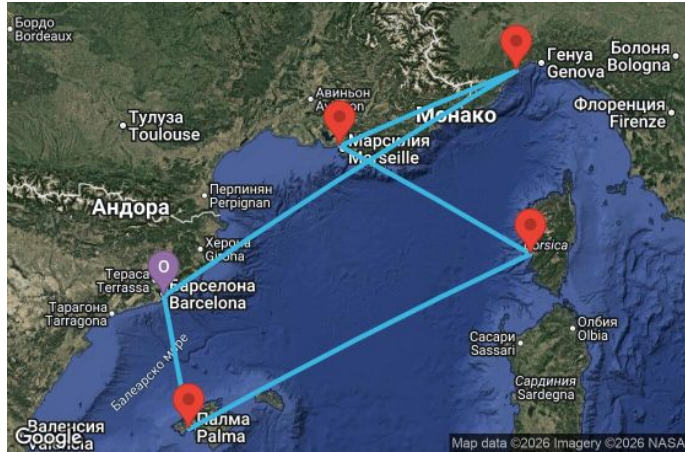 Бордо
Bordeaux
Генуа
Genova
Болоня
Bologna
Авиньон
Тулуза
Toulouse
Монако
Флоренция
Firenze
Марсилия
Marseille
Перпинян
Perpignan
Андора
Херона
Girona
Corsica
O
Тераса
Terrassa
Барселона
Barcelona
Тарагона
Tarragona
Олбия
Olbia
Сасари
Sassari
Балеарско море
Сардиния
Sardegna
Палма
Palma
Валенсия
Google
Map data ©2026 Imagery ©2026 NASA